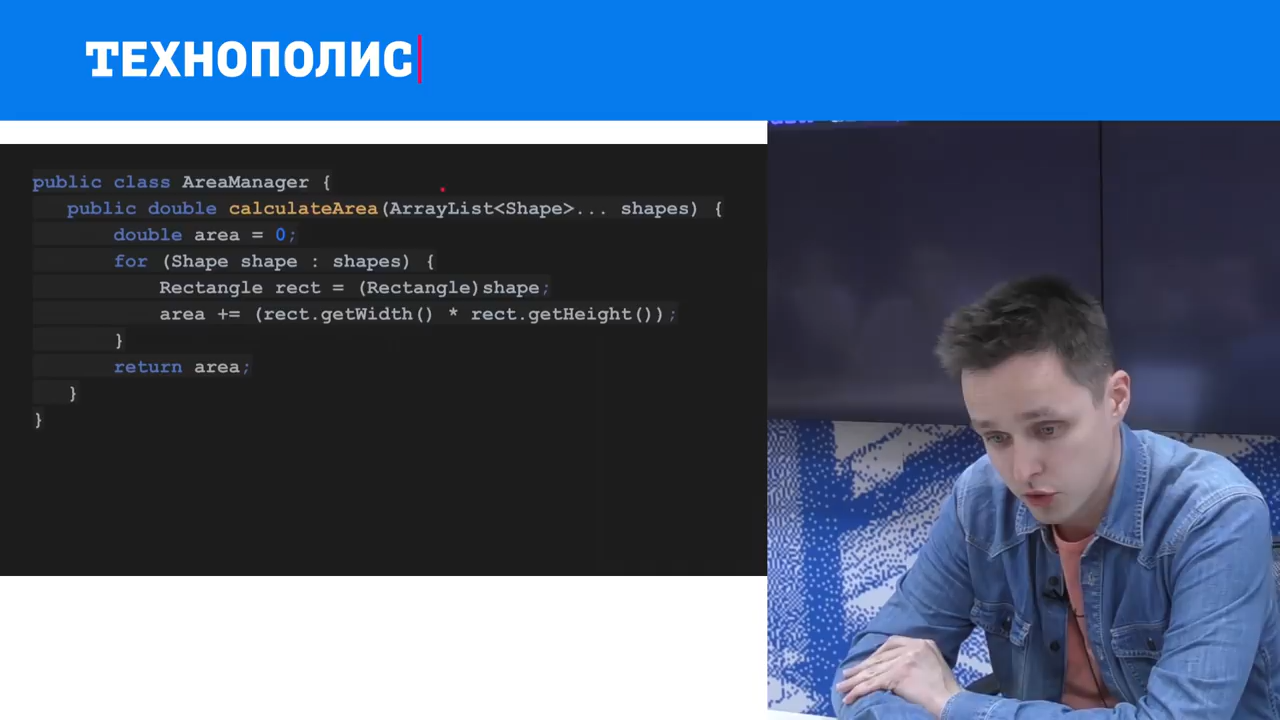 ТЕХНОПОЛИС
public class AreaManager {
public double calculateArea(ArrayList<Shape>... shapes) {
double area = 0;
for (Shape shape : shapes) {
Rectangle rect = (Rectangle)shape;
area += (rect.getWidth() * rect.getHeight());
}
return area;
}
}